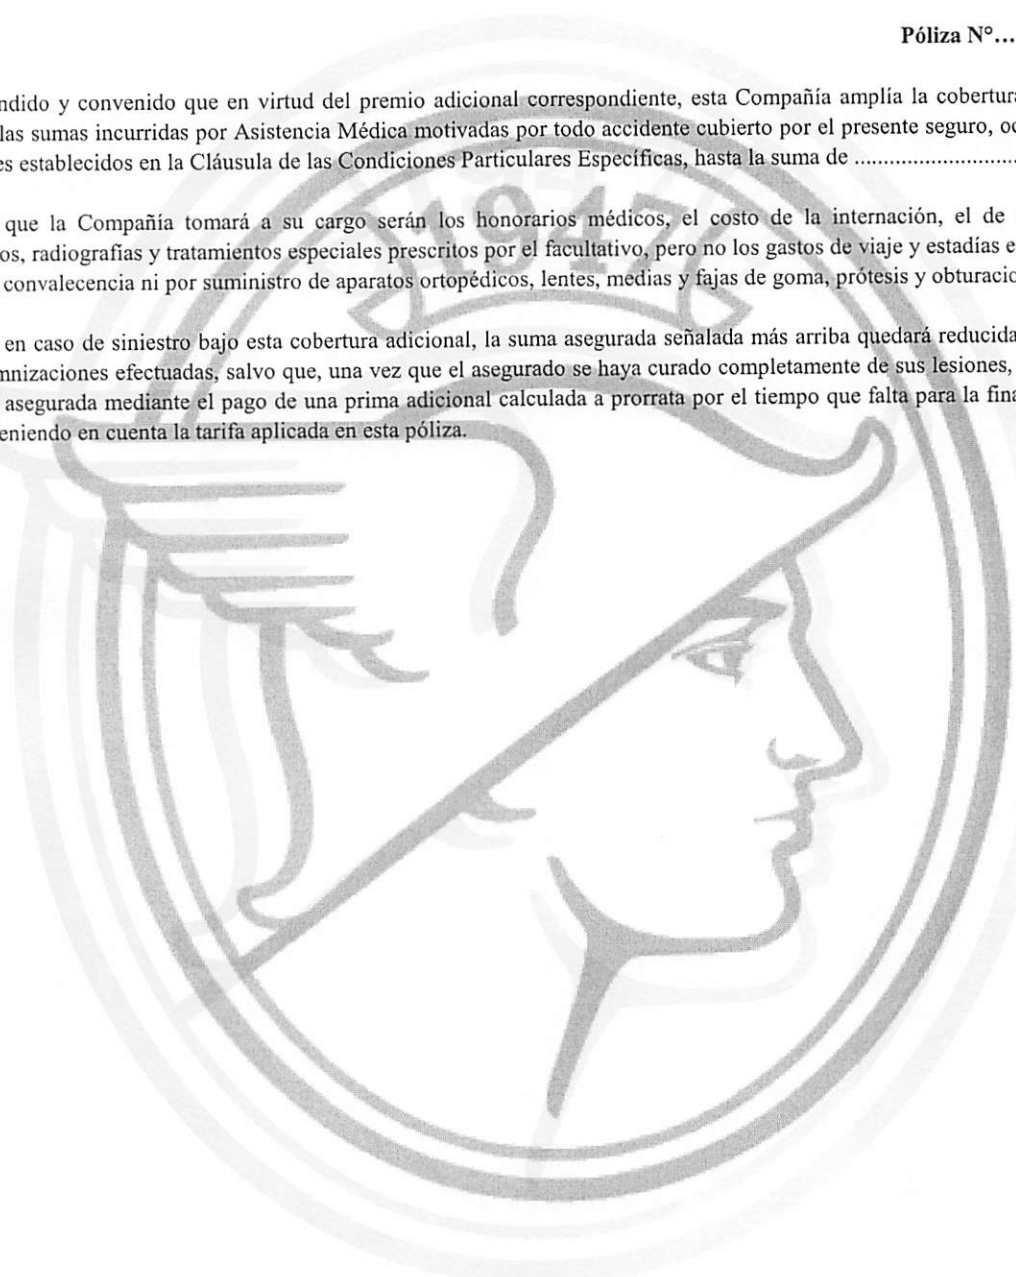 Póliza N°...
ndido y convenido que en virtud del premio adicional correspondiente, esta Compañía amplía la cobertura
las sumas incurridas por Asistencia Médica motivadas por todo accidente cubierto por el presente seguro, oc
es establecidos en la Cláusula de las Condiciones Particulares Específicas, hasta la suma de ............................
1947
que la Compañía tomará a su cargo serán los honorarios médicos, el costo de la internación, el de
os, radiografías y tratamientos especiales prescritos por el facultativo, pero no los gastos de viaje y estadías e
convalecencia ni por suministro de aparatos ortopédicos, lentes, medias y fajas de goma, prótesis y obturacio
en caso de siniestro bajo esta cobertura adicional, la suma asegurada señalada más arriba quedará reducida
mnizaciones efectuadas, salvo que, una vez que el asegurado se haya curado completamente de sus lesiones,
asegurada mediante el pago de una prima adicional calculada a prorrata por el tiempo que falta para la fina
eniendo en cuenta la tarifa aplicada en esta póliza.